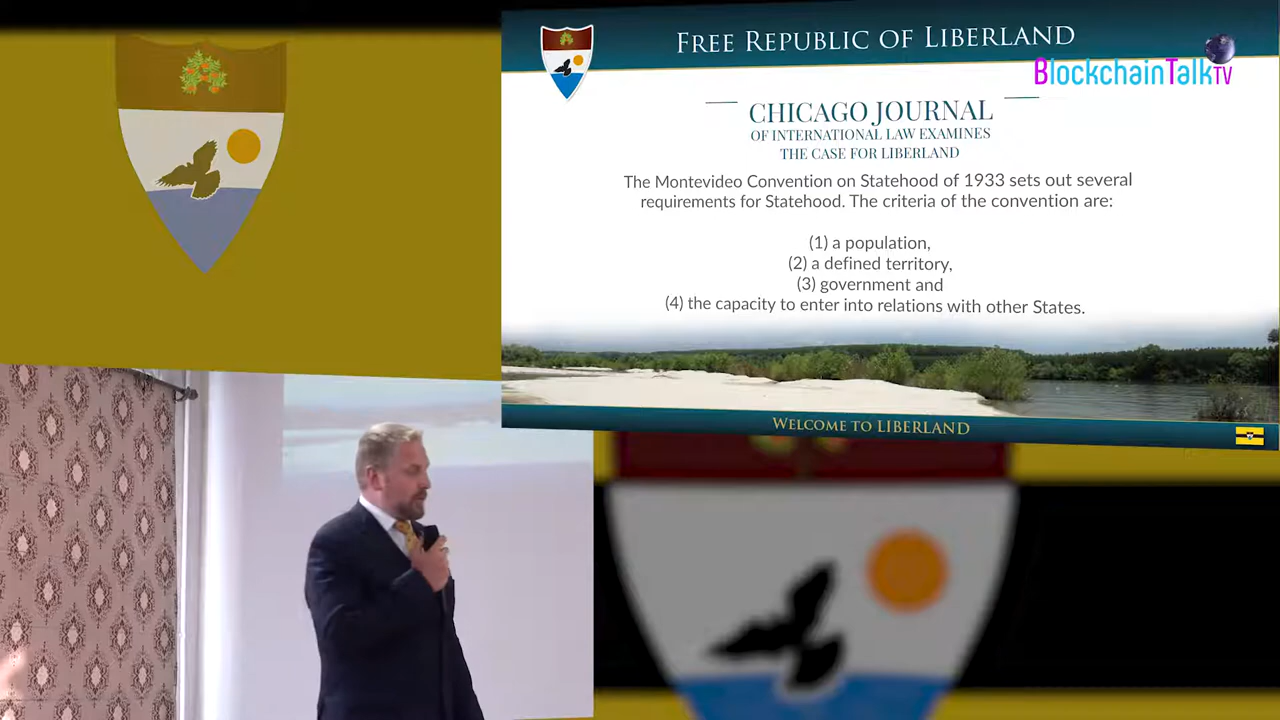 FREE REPUBLIC OF LIBERLAND
BLOCKCHAINTALKTV
CHICAGO JOURNAL
OF INTERNATIONAL LAW EXAMINES
THE CASE FOR LIBERLAND
The Montevideo Convention on Statehood of 1933 sets out several
requirements for Statehood. The criteria of the convention are:
(1) a population,
(2) a defined territory,
(3) government and
(4) the capacity to enter into relations with other States.
WELCOME TO LIBERLAND